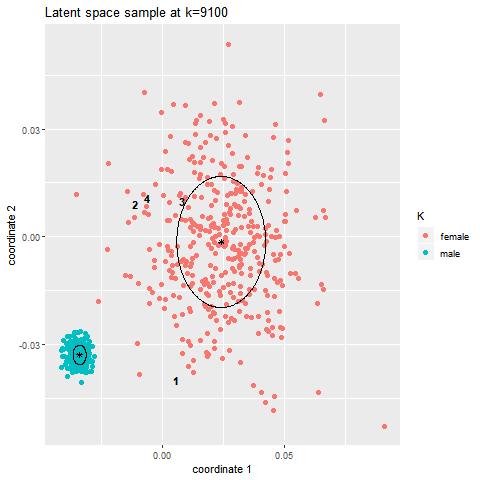 Latent space sample at k=9100
0.03
0.00
-0.03
coordinate 2
4
2
3
1
0.00
0.05
coordinate 1
K
female
male